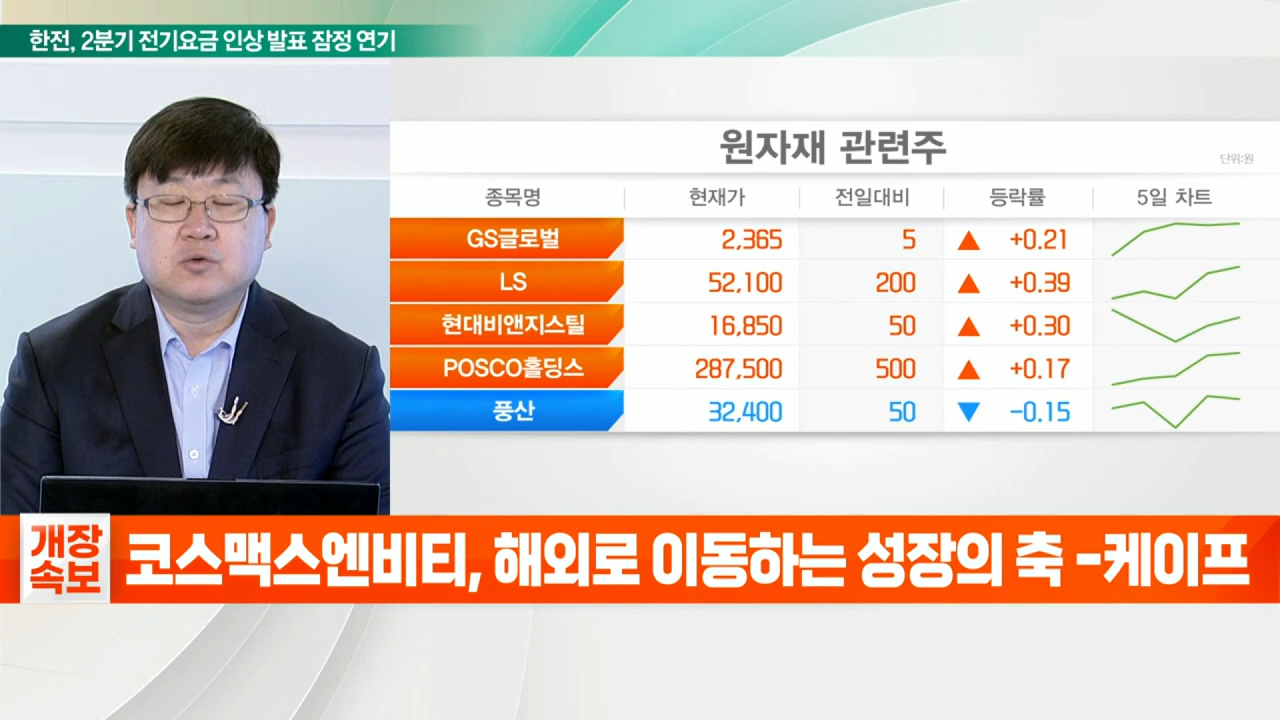 한전, 2분기 전기요금 인상 발표 잠정 연기
원자재 관련주
단위:원
종목명 현재가 전일대비 등락률 5일 차트
GS글로벌 2,365 5 ▲ +0.21
LS 52,100 200 ▲ +0.39
현대비앤지스틸 16,850 50 ▲ +0.30
POSCO홀딩스 287,500 500 ▲ +0.17
풍산 32,400 50 ▼ -0.15
개장
속보
코스맥스엔비티, 해외로 이동하는 성장의 축 -케이프